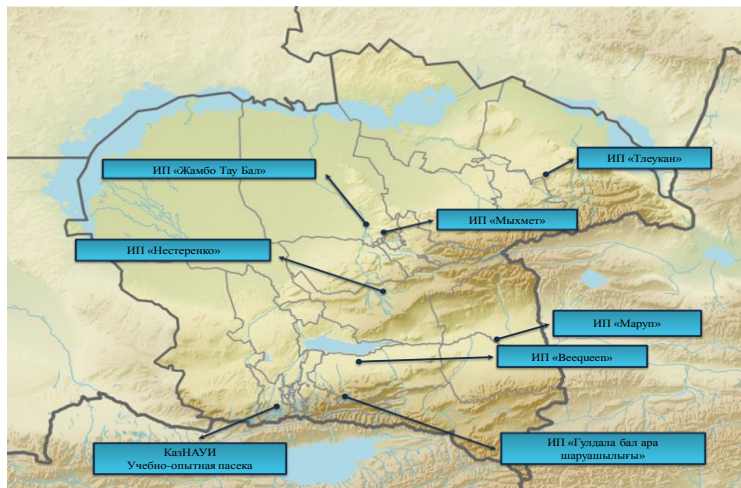 ИП «Тлеукан»
ИП «Жамбо Тау Бал»
ИП «Мыхмет»
ИП «Нестеренко»
ИП «Маруп»
ИП «Beequeen»
ИП «Гулдала бал ара
шаруашылығы»
КазНАУИ
Учебно-опытная пасека